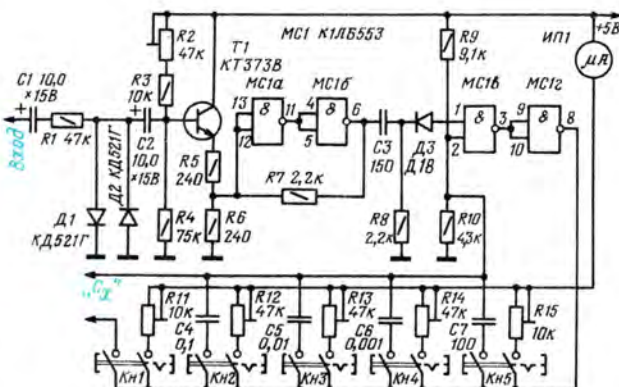 R2
47к
МС1 К1ЛБ553
R9
9,1к
+5В
ИП1
μА
Т1
КТ373В
МС1а
МС1б
МС1в
МС1г
С1 10,0
×15В
R3
10к
+
+
13
12
&
11
4
5
&
6
1
2
&
3
9
10
&
8
Вход
R1 47к
С2
10,0
×15В
R5
240
С3
150
Д3
Д18
Д2 КД521Г
R7 2,2к
Д1
КД521Г
R4
75к
R6
240
R8
2,2к
R10
4,3к
„Cx"
R11
10к
С4
0,1
R12
47к
С5
0,01
R13
47к
С6
0,001
R14
47к
С7
100
R15
10к
Кн1
Кн2
Кн3
Кн4
Кн5